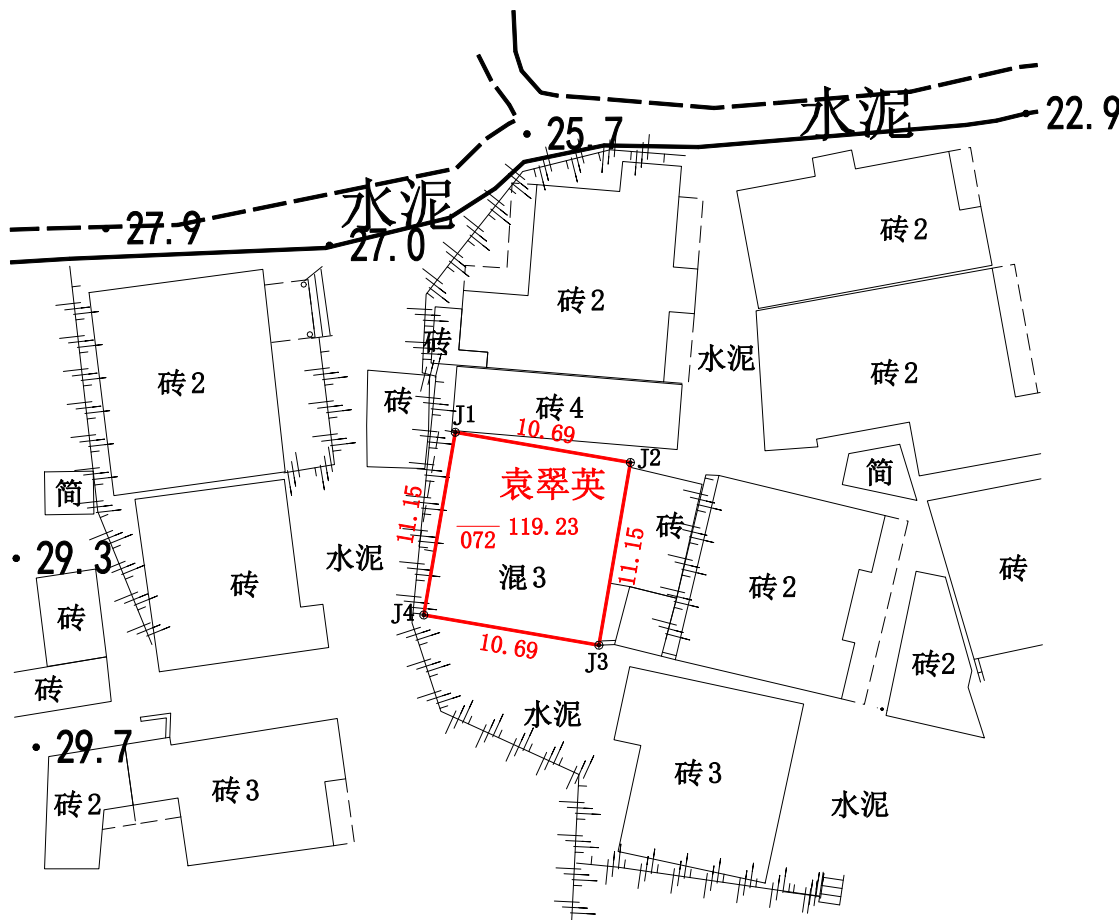 水泥
22.9
25.7
水泥
27.9
27.0
砖2
砖2
砖
水泥
砖2
砖2
砖
砖4
J1
10.69
J2
简
袁翠英
简
11.15
072
119.23
砖
11.15
29.3
水泥
混3
砖
砖2
砖
砖
J4
10.69
J3
砖2
砖
水泥
29.7
砖2
砖3
砖3
水泥